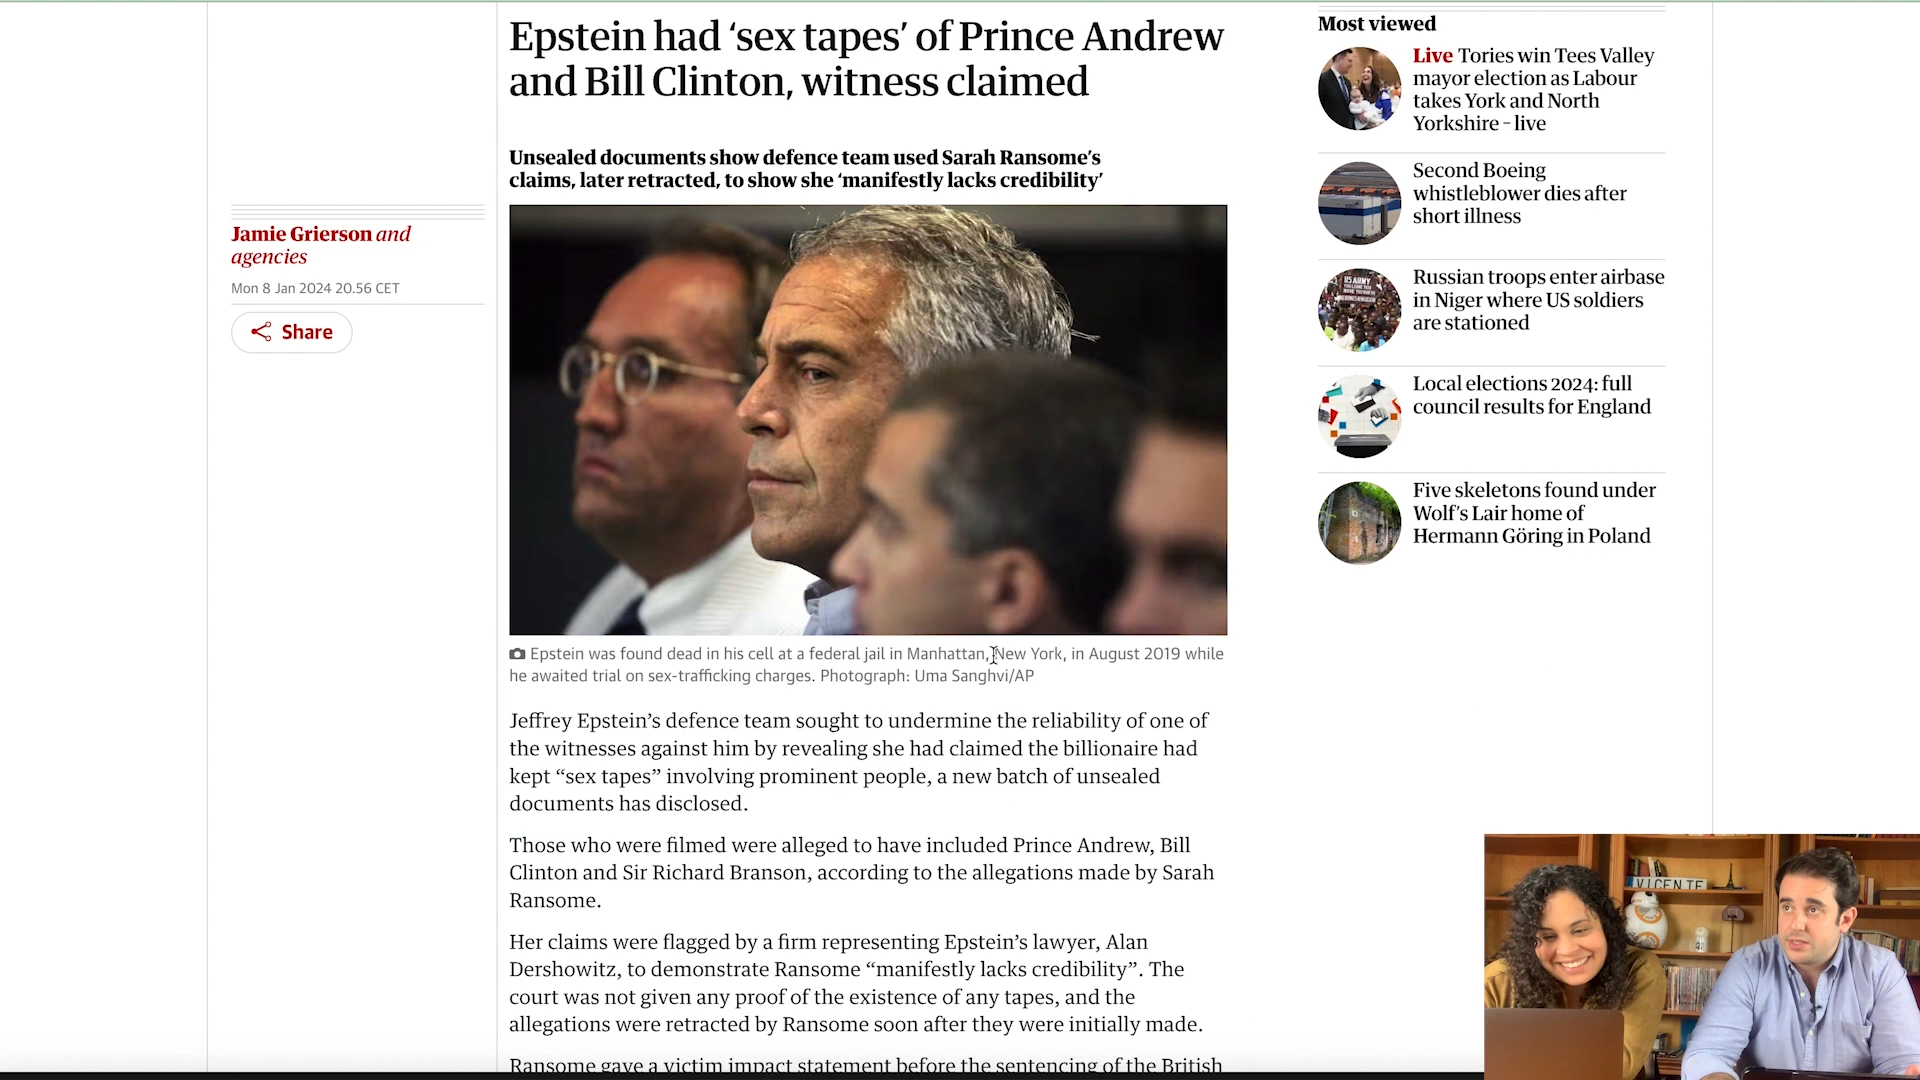 Epstein had ‘sex tapes’ of Prince Andrew
and Bill Clinton, witness claimed
Unsealed documents show defence team used Sarah Ransome’s
claims, later retracted, to show she ‘manifestly lacks credibility’
Jamie Grierson and
agencies
Mon 8 Jan 2024 20.56 CET
Share
Epstein was found dead in his cell at a federal jail in Manhattan, New York, in August 2019 while
he awaited trial on sex-trafficking charges. Photograph: Uma Sanghvi/AP
Jeffrey Epstein’s defence team sought to undermine the reliability of one of
the witnesses against him by revealing she had claimed the billionaire had
kept “sex tapes” involving prominent people, a new batch of unsealed
documents has disclosed.
Those who were filmed were alleged to have included Prince Andrew, Bill
Clinton and Sir Richard Branson, according to the allegations made by Sarah
Ransome.
Her claims were flagged by a firm representing Epstein’s lawyer, Alan
Dershowitz, to demonstrate Ransome “manifestly lacks credibility”. The
court was not given any proof of the existence of any tapes, and the
allegations were retracted by Ransome soon after they were initially made.
Ransome gave a victim impact statement before the sentencing of the British
Most viewed
Live Tories win Tees Valley
mayor election as Labour
takes York and North
Yorkshire – live
Second Boeing
whistleblower dies after
short illness
Russian troops enter airbase
in Niger where US soldiers
are stationed
Local elections 2024: full
council results for England
Five skeletons found under
Wolf’s Lair home of
Hermann Göring in Poland
VICENTE